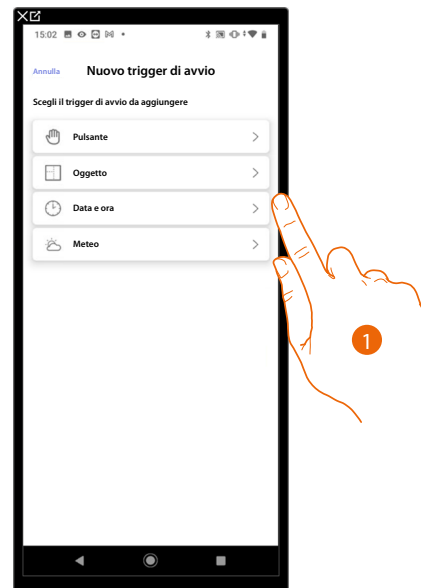 15:02
Annulla Nuovo trigger di avvio
Scegli il trigger di avvio da aggiungere
Pulsante
Oggetto
Data e ora
Meteo
1